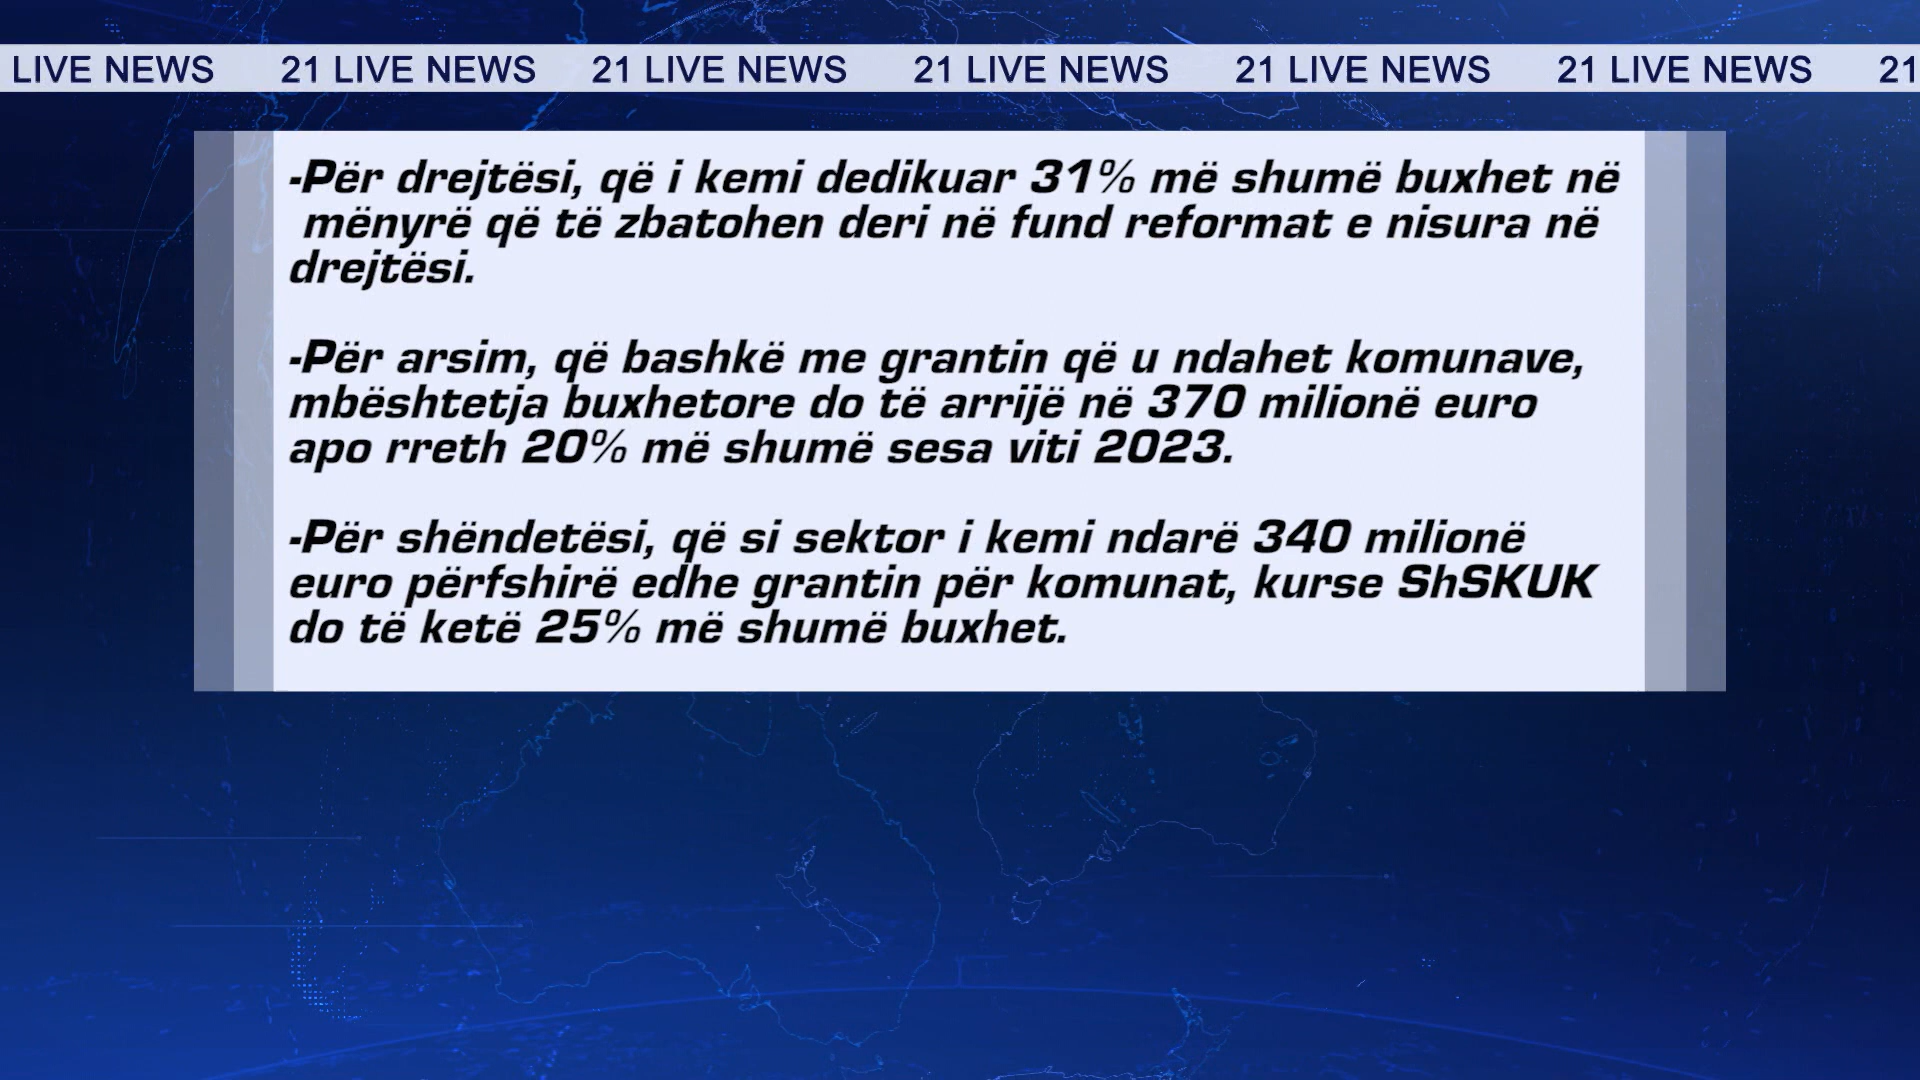 LIVE NEWS 21 LIVE NEWS 21 LIVE NEWS 21 LIVE NEWS 21 LIVE NEWS 21 LIVE NEWS 21
-Për drejtësi, që i kemi dedikuar 31% më shumë buxhet në
mënyrë që të zbatohen deri në fund reformat e nisura në
drejtësi.
-Për arsim, që bashkë me grantin që u ndahet komunave,
mbështetja buxhetore do të arrijë në 370 milionë euro
apo rreth 20% më shumë sesa viti 2023.
-Për shëndetësi, që si sektor i kemi ndarë 340 milionë
euro përfshirë edhe grantin për komunat, kurse ShSKUK
do të ketë 25% më shumë buxhet.